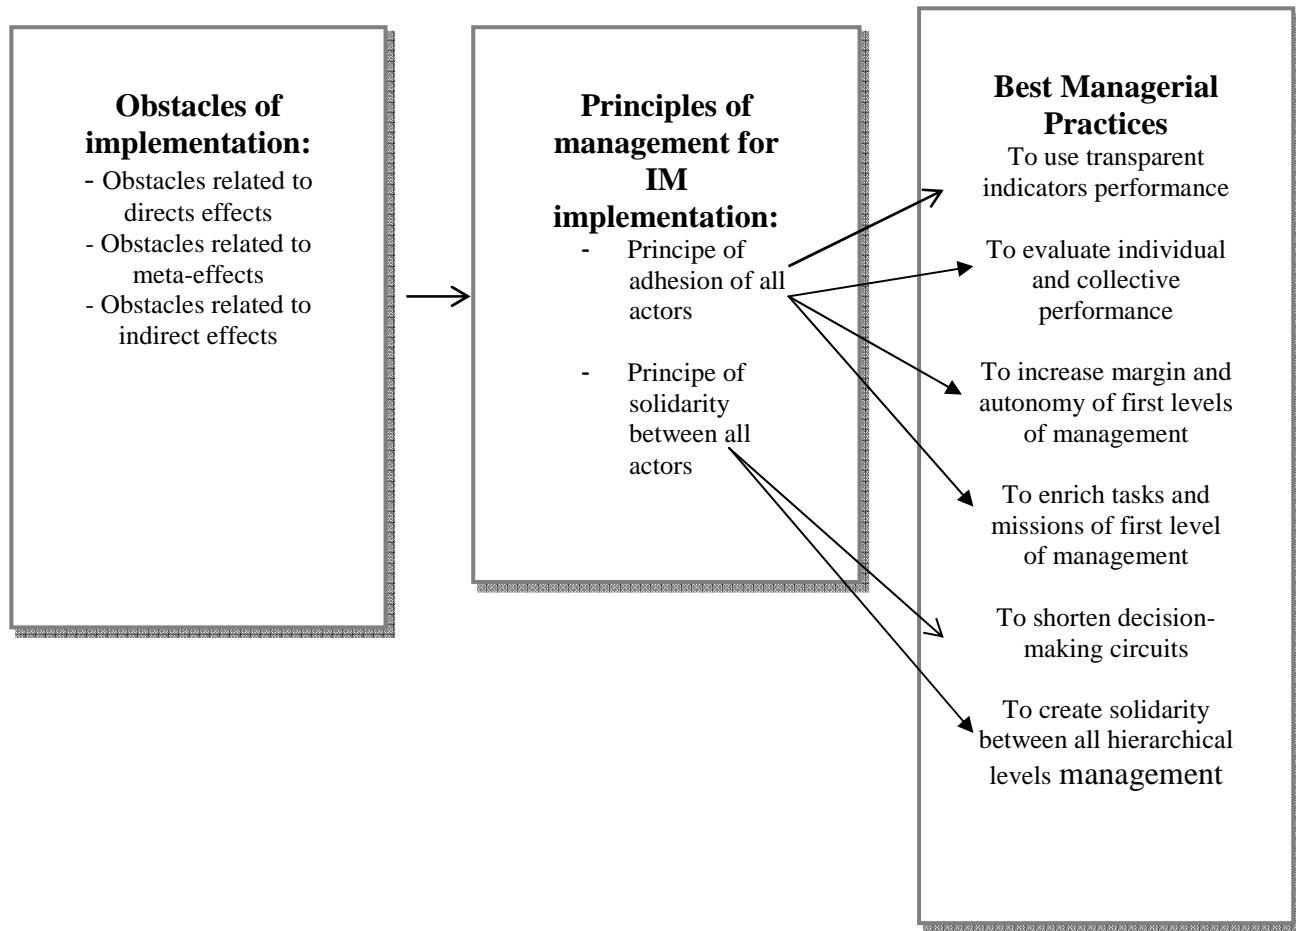 Obstacles of
implementation:
- Obstacles related to
directs effects
- Obstacles related to
meta-effects
- Obstacles related to
indirect effects
Principles of
management for
IM
implementation:
- Principe of
adhesion of all
actors
- Principe of
solidarity
between all
actors
Best Managerial
Practices
To use transparent
indicators performance
To evaluate individual
and collective
performance
To increase margin and
autonomy of first levels
of management
To enrich tasks and
missions of first level
of management
To shorten decision-
making circuits
To create solidarity
between all hierarchical
levels management